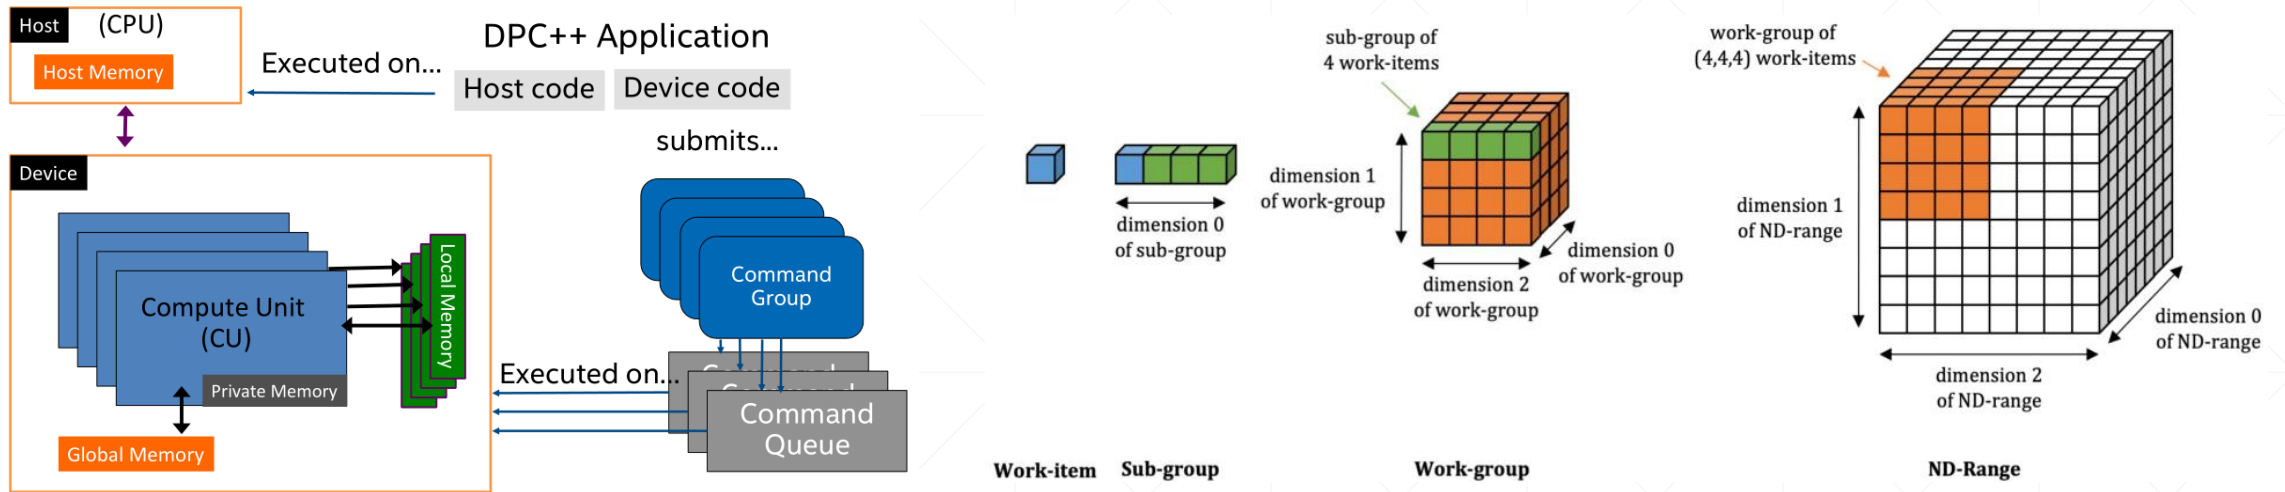 Host
(CPU)
Host Memory
Executed on...
DPC++ Application
Host code
Device code
submits...
Device
Compute Unit
(CU)
Private Memory
Local Memory
Global Memory
Command
Group
Executed on...
Command
Command
Command
Queue
Work-item
dimension 0
of sub-group
Sub-group
sub-group of
4 work-items
dimension 1
of work-group
dimension 2
of work-group
dimension 0
of work-group
Work-group
work-group of
(4,4,4) work-items
dimension 1
of ND-range
dimension 2
of ND-range
dimension 0
of ND-range
ND-Range